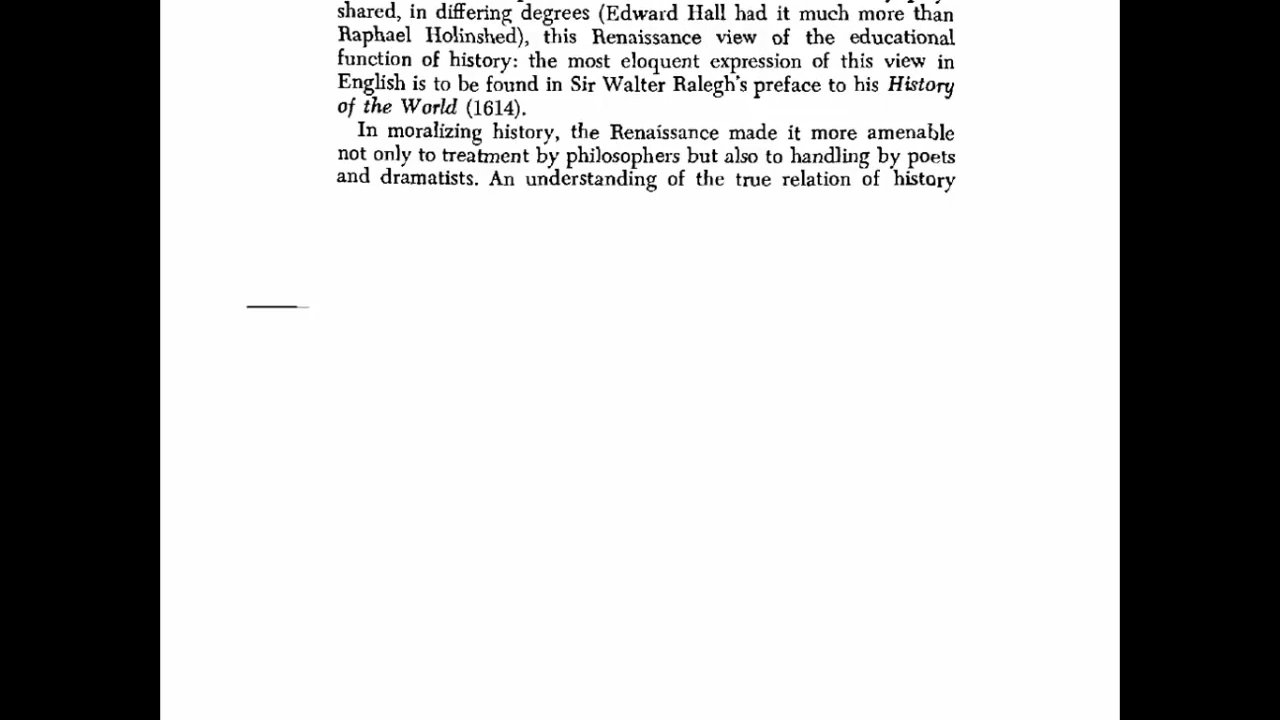 shared, in differing degrees (Edward Hall had it much more than
Raphael Holinshed), this Renaissance view of the educational
function of history: the most eloquent expression of this view in
English is to be found in Sir Walter Ralegh's preface to his History
of the World (1614).
In moralizing history, the Renaissance made it more amenable
not only to treatment by philosophers but also to handling by poets
and dramatists. An understanding of the true relation of history